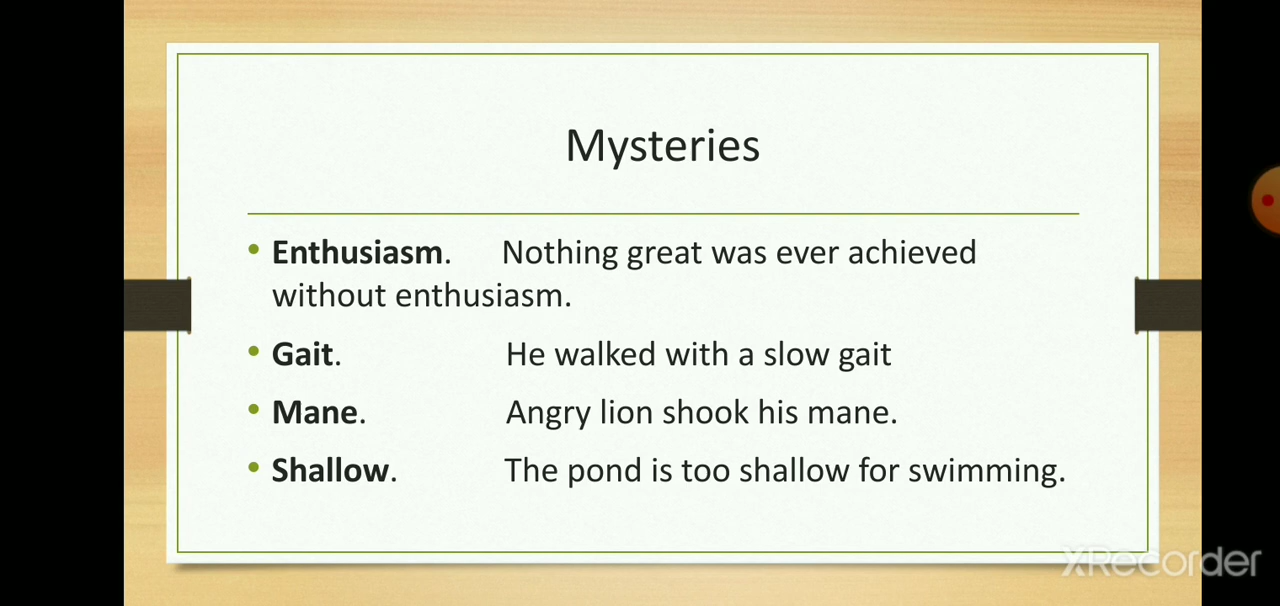 Mysteries
• Enthusiasm. Nothing great was ever achieved
without enthusiasm.
• Gait. He walked with a slow gait
• Mane. Angry lion shook his mane.
• Shallow. The pond is too shallow for swimming.
XRecorder